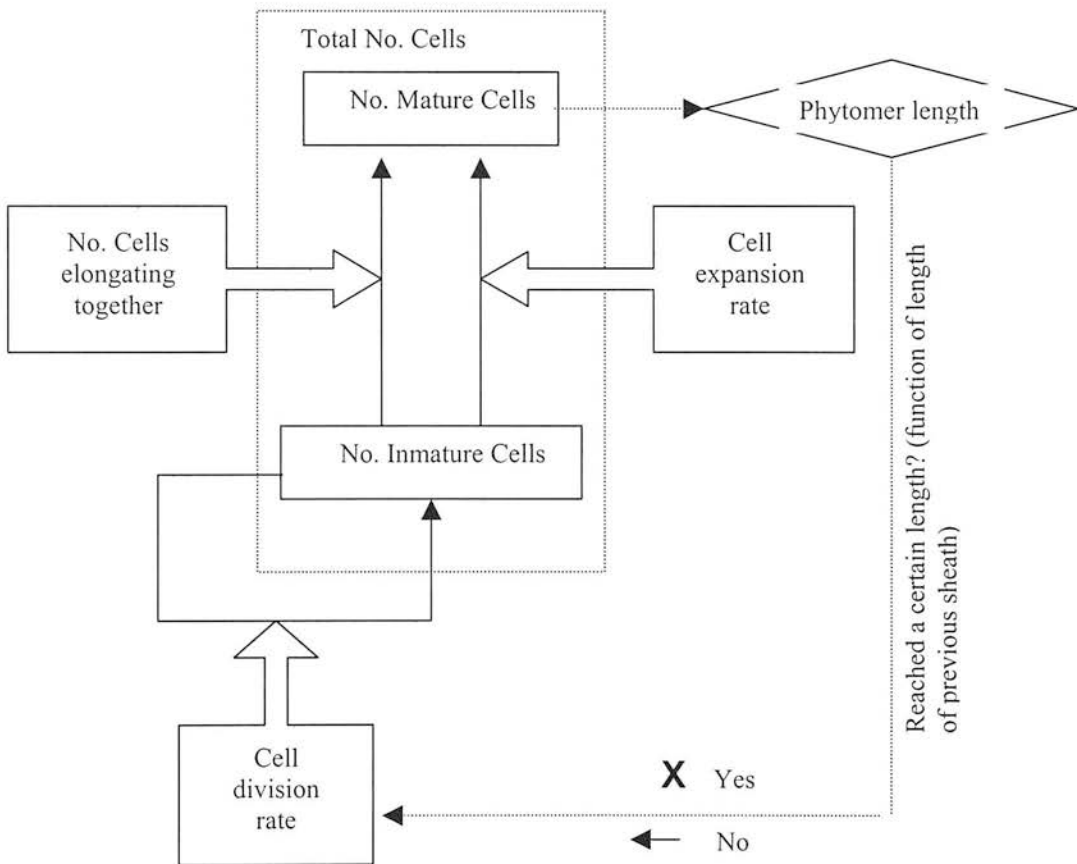 Total No. Cells
No. Mature Cells
Phytomer length
No. Cells
elongating
together
Cell
expansion
rate
No. Inmature Cells
Reached a certain length? (function of length
of previous sheath)
Cell
division
rate
X Yes
No